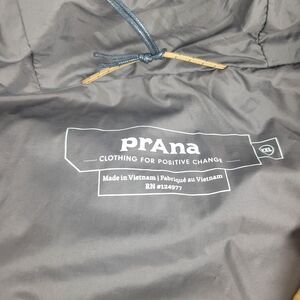 prAna
CLOTHING FOR POSITIVE CHANGE
XXL
Made in Vietnam | Fabriqué au Vietnam
RN #124977